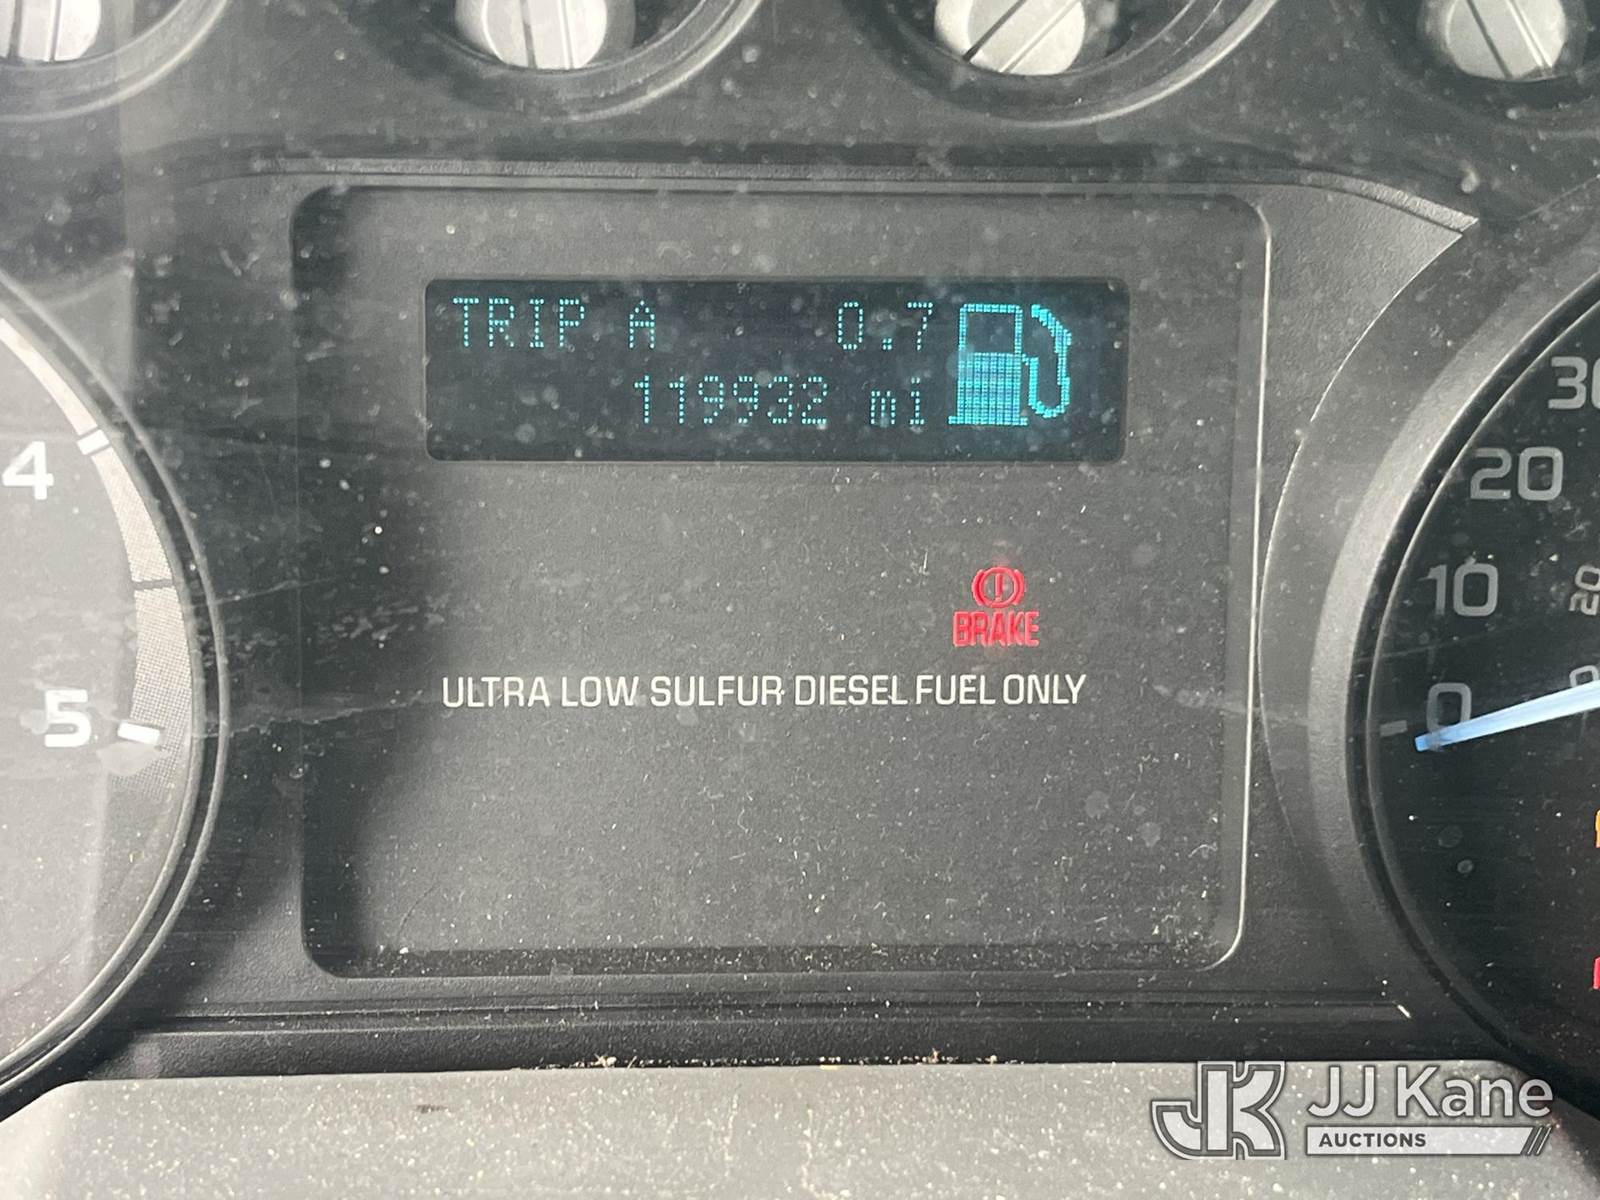 TRIP A 0.7
119932 mi
BRAKE
ULTRA LOW SULFUR DIESEL FUEL ONLY
4
5
30
20
10
0
20
JJ Kane
AUCTIONS